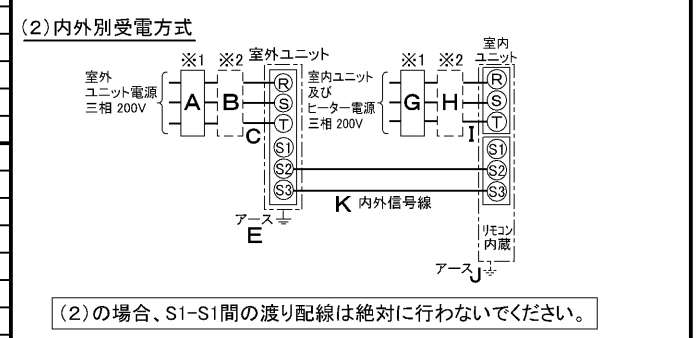 (2)内外別受電方式
※1 ※2 室外ユニット
室外
ユニット電源
三相 200V
A B C
R
S
T
S1
S2
S3
アース
E
※1 ※2
室内
ユニット
室内ユニット
及び
ヒーター電源
三相 200V
G H I
R
S
T
S1
S2
S3
K 内外信号線
リモコン
内蔵
アース J
(2)の場合、S1-S1間の渡り配線は絶対に行わないでください。